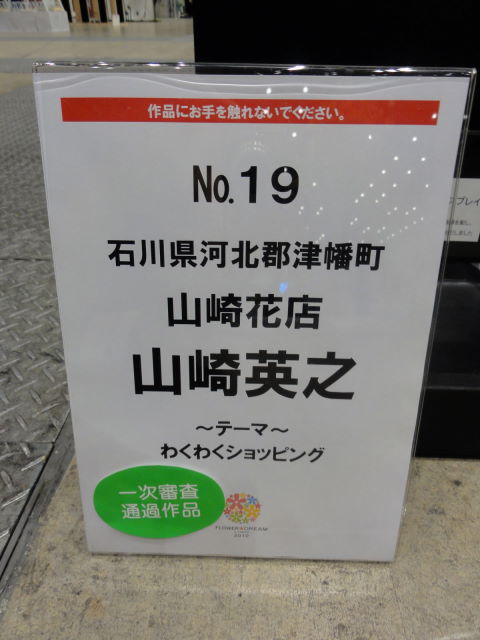 作品にお手を触れないでください。
No.19
石川県河北郡津幡町
山崎花店
山崎英之
～テーマ～
わくわくショッピング
一次審査
通過作品
FLOWER DREAM
プレイ